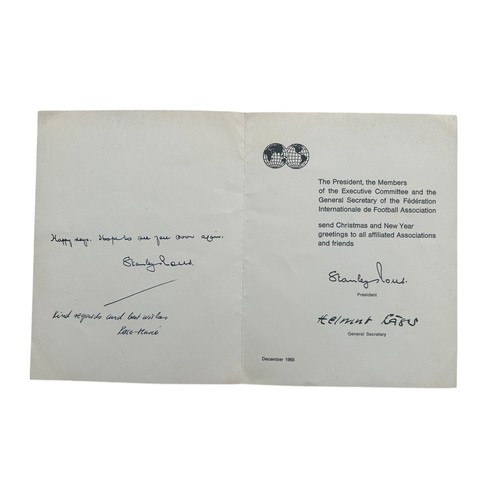 Happy days. Hope to see you soon again.
Stanley Rous.
Kind regards and best wishes
Rose-Marie
The President, the Members
of the Executive Committee and the
General Secretary of the Fédération
Internationale de Football Association
send Christmas and New Year
greetings to all affiliated Associations
and friends
Stanley Rous.
President
Helmut Käser
General Secretary
December 1969